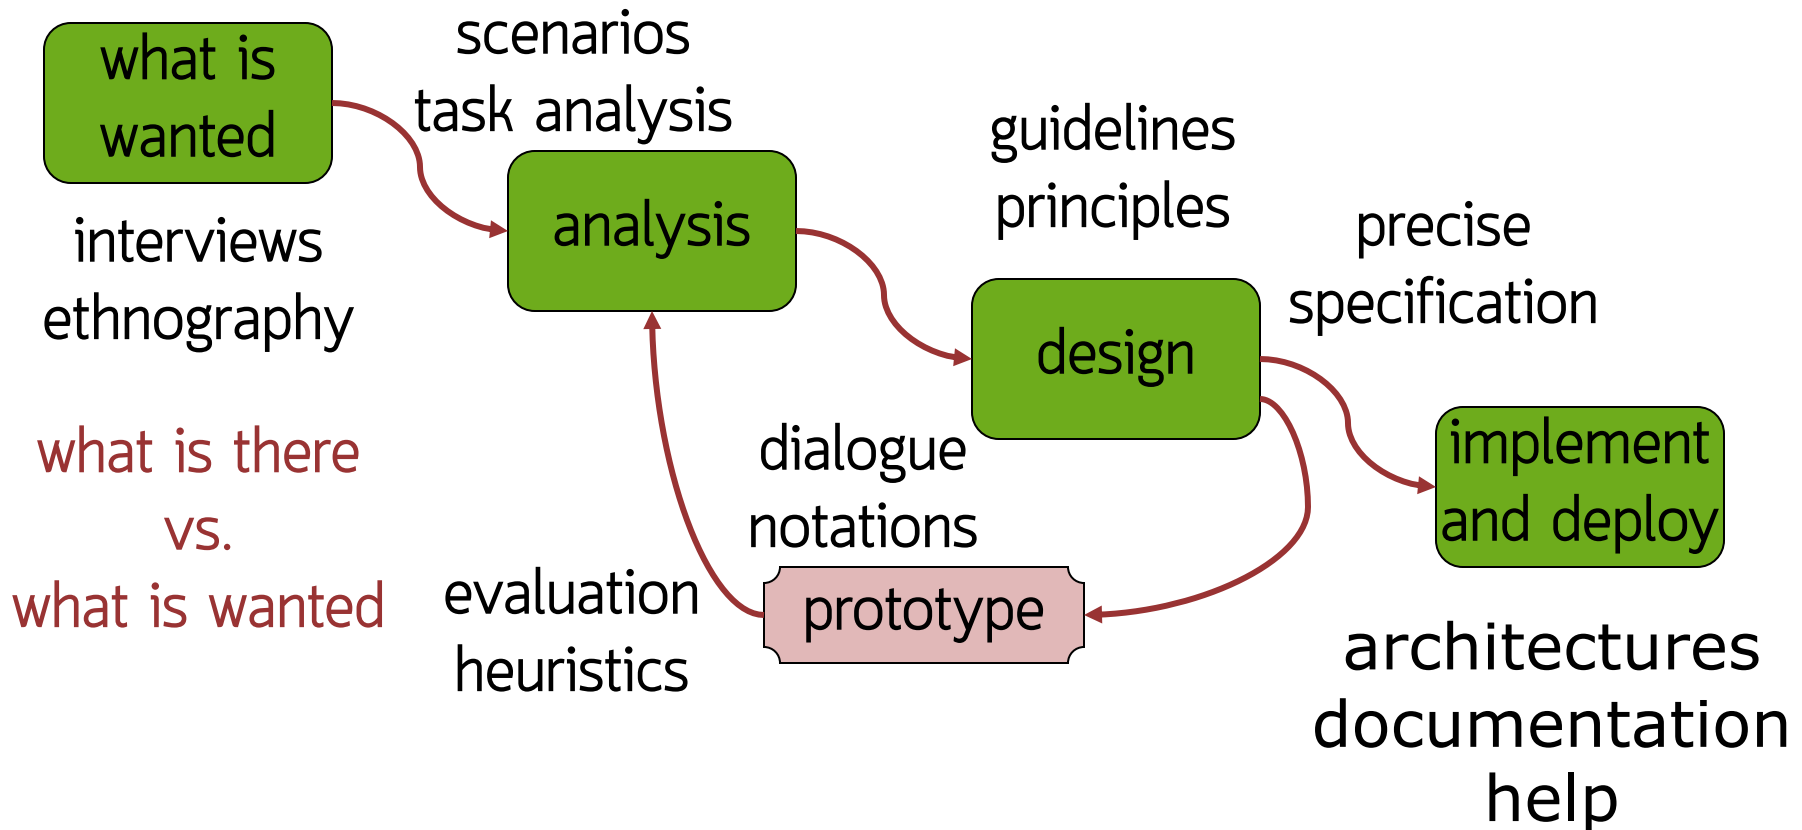 what is
wanted
interviews
ethnography
what is there
vs.
what is wanted
scenarios
task analysis
analysis
guidelines
principles
design
precise
specification
implement
and deploy
architectures
documentation
help
dialogue
notations
prototype
evaluation
heuristics